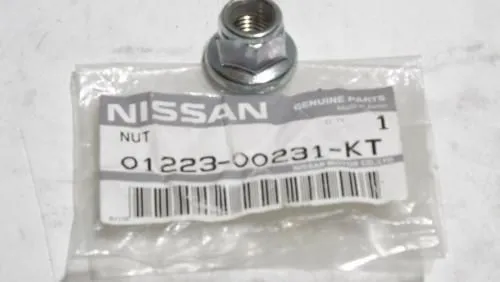 NISSAN
GENUINE PARTS
NUT
1
01223-00231-KT
NISSAN MOTOR CO., LTD.